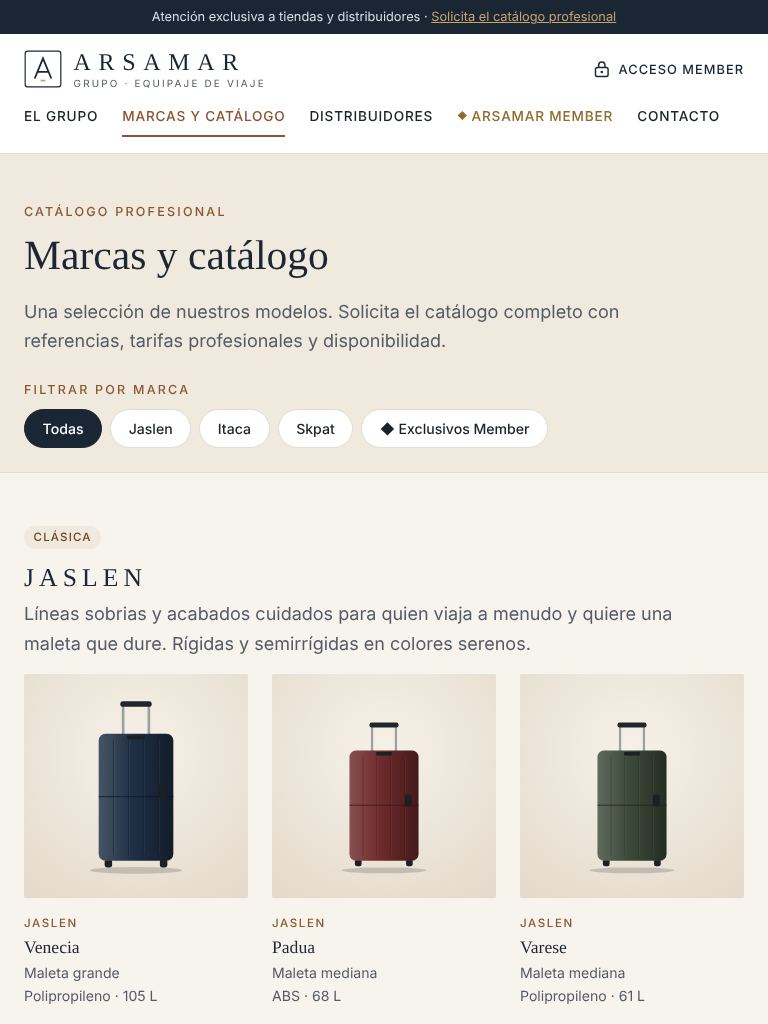 Atención exclusiva a tiendas y distribuidores · Solicita el catálogo profesional
A ARSAMAR
GRUPO · EQUIPAJE DE VIAJE
ACCESO MEMBER
EL GRUPO MARCAS Y CATÁLOGO DISTRIBUIDORES ◆ ARSAMAR MEMBER CONTACTO
CATÁLOGO PROFESIONAL
Marcas y catálogo
Una selección de nuestros modelos. Solicita el catálogo completo con
referencias, tarifas profesionales y disponibilidad.
FILTRAR POR MARCA
Todas Jaslen Itaca Skpat ◆ Exclusivos Member
CLÁSICA
JASLEN
Líneas sobrias y acabados cuidados para quien viaja a menudo y quiere una
maleta que dure. Rígidas y semirrígidas en colores serenos.
JASLEN JASLEN JASLEN
Venecia Padua Varese
Maleta grande Maleta mediana Maleta mediana
Polipropileno · 105 L ABS · 68 L Polipropileno · 61 L